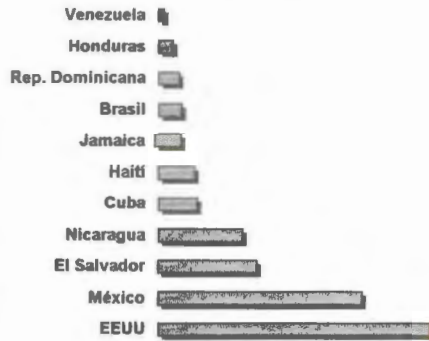 Venezuela
Honduras
Rep. Dominicana
Brasil
Jamaica
Haití
Cuba
Nicaragua
El Salvador
México
EEUU